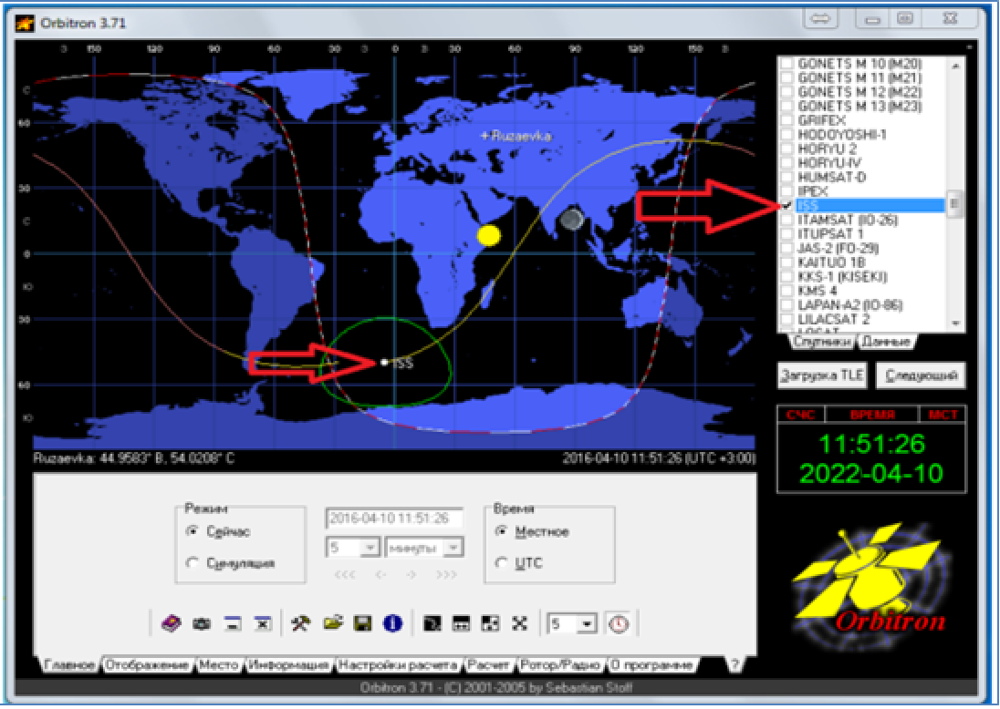 Orbitron 3.71
З 150 120 90 60 30 З 0 В 30 60 90 120 150 В
С
60
30
С
0
Ю
30
60
Ю
+Ruzaevka
ISS
Ruzaevka: 44.9583° В, 54.0208° С
2016-04-10 11:51:26 (UTC +3:00)
GONETS M 10 (M20)
GONETS M 11 (M21)
GONETS M 12 (M22)
GONETS M 13 (M23)
GRIFEX
HODOYOSHI-1
HORYU 2
HORYU-IV
HUMSAT-D
IPEX
ISS
ITAMSAT (IO-26)
ITUPSAT 1
JAS-2 (FO-29)
KAITUO 1B
KKS-1 (KISEKI)
KMS 4
LAPAN-A2 (IO-86)
LILACSAT 2
Спутники Данные
Загрузка TLE Следующий
СЧС ВРЕМЯ МСТ
11:51:26
2022-04-10
Режим
Сейчас
Симуляция
2016-04-10 11:51:26
5 минуты
<<< <- -> >>>
Время
Местное
UTC
5
Orbitron
Главное Отображение Место Информация Настройки расчета Расчет Ротор/Радио О программе ?
Orbitron 3.71 - (C) 2001-2005 by Sebastian Stoff